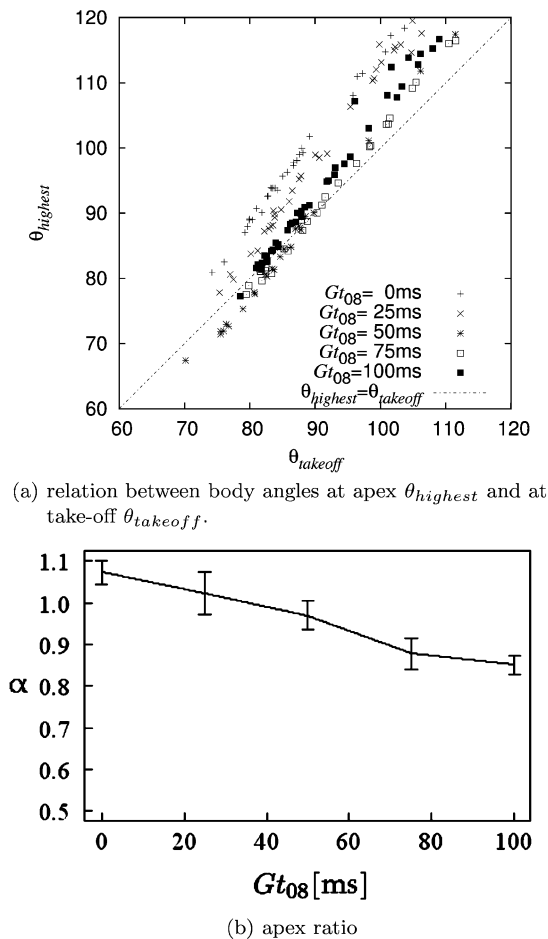 120
110
100
90
80
70
60
θhighest
Gt08= 0ms
Gt08= 25ms
Gt08= 50ms
Gt08= 75ms
Gt08=100ms
θhighest=θtakeoff
60 70 80 90 100 110 120
θtakeoff
(a) relation between body angles at apex θhighest and at
take-off θtakeoff.
1.1
1.0
0.9
0.8
0.7
0.6
0.5
α
0 20 40 60 80 100
Gt08[ms]
(b) apex ratio